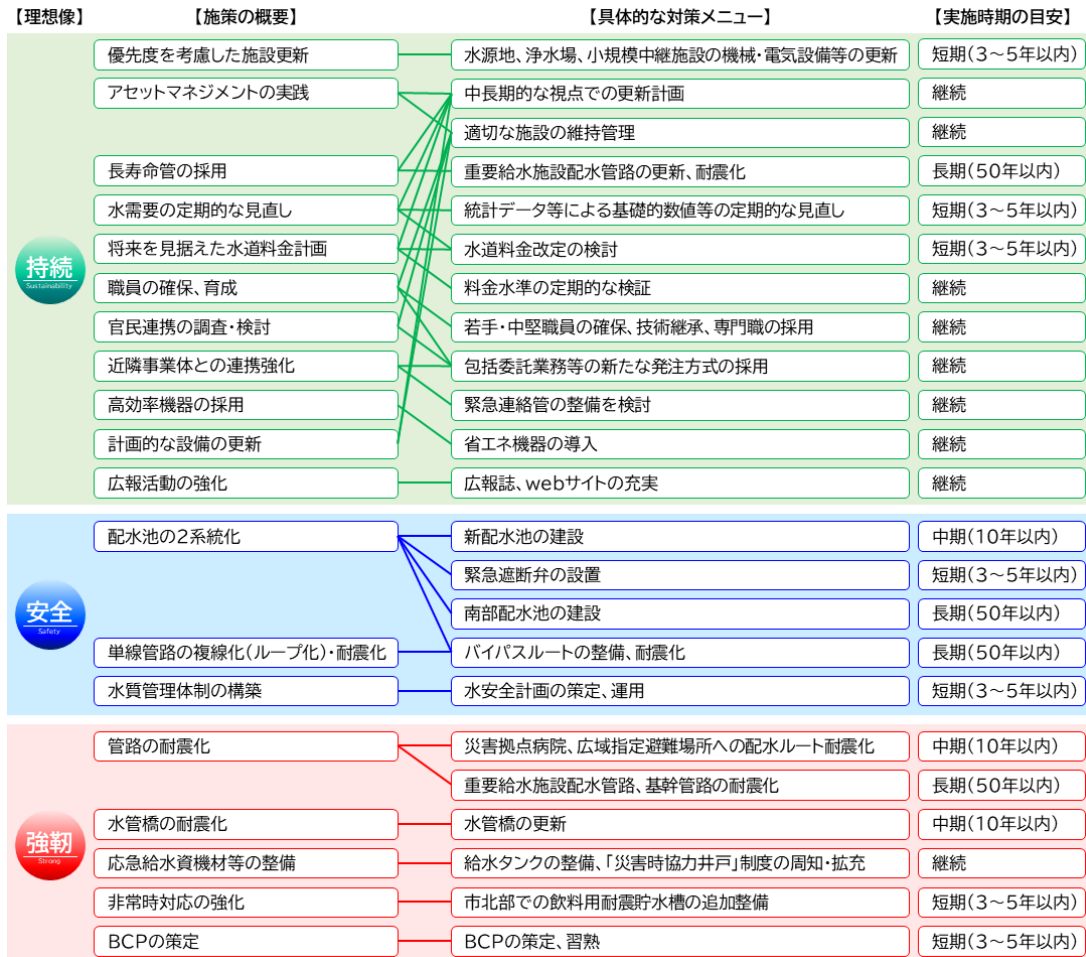 【理想像】 【施策の概要】 【具体的な対策メニュー】 【実施時期の目安】
優先度を考慮した施設更新 水源地、浄水場、小規模中継施設の機械・電気設備等の更新 短期(3～5年以内)
アセットマネジメントの実践 中長期的な視点での更新計画 継続
適切な施設の維持管理 継続
長寿命管の採用 重要給水施設配水管路の更新、耐震化 長期(50年以内)
水需要の定期的な見直し 統計データ等による基礎的数値等の定期的な見直し 短期(3～5年以内)
将来を見据えた水道料金計画 水道料金改定の検討 短期(3～5年以内)
持続
Sustainability
職員の確保、育成 料金水準の定期的な検証 継続
官民連携の調査・検討 若手・中堅職員の確保、技術継承、専門職の採用 継続
近隣事業体との連携強化 包括委託業務等の新たな発注方式の採用 継続
高効率機器の採用 緊急連絡管の整備を検討 継続
計画的な設備の更新 省エネ機器の導入 継続
広報活動の強化 広報誌、webサイトの充実 継続
配水池の2系統化 新配水池の建設 中期(10年以内)
緊急遮断弁の設置 短期(3～5年以内)
安全
Safety
南部配水池の建設 長期(50年以内)
単線管路の複線化(ループ化)・耐震化 バイパスルートの整備、耐震化 長期(50年以内)
水質管理体制の構築 水安全計画の策定、運用 短期(3～5年以内)
管路の耐震化 災害拠点病院、広域指定避難場所への配水ルート耐震化 中期(10年以内)
重要給水施設配水管路、基幹管路の耐震化 長期(50年以内)
水管橋の耐震化 水管橋の更新 中期(10年以内)
強靭
Strong
応急給水資機材等の整備 給水タンクの整備、「災害時協力井戸」制度の周知・拡充 継続
非常時対応の強化 市北部での飲料用耐震貯水槽の追加整備 短期(3～5年以内)
BCPの策定 BCPの策定、習熟 短期(3～5年以内)